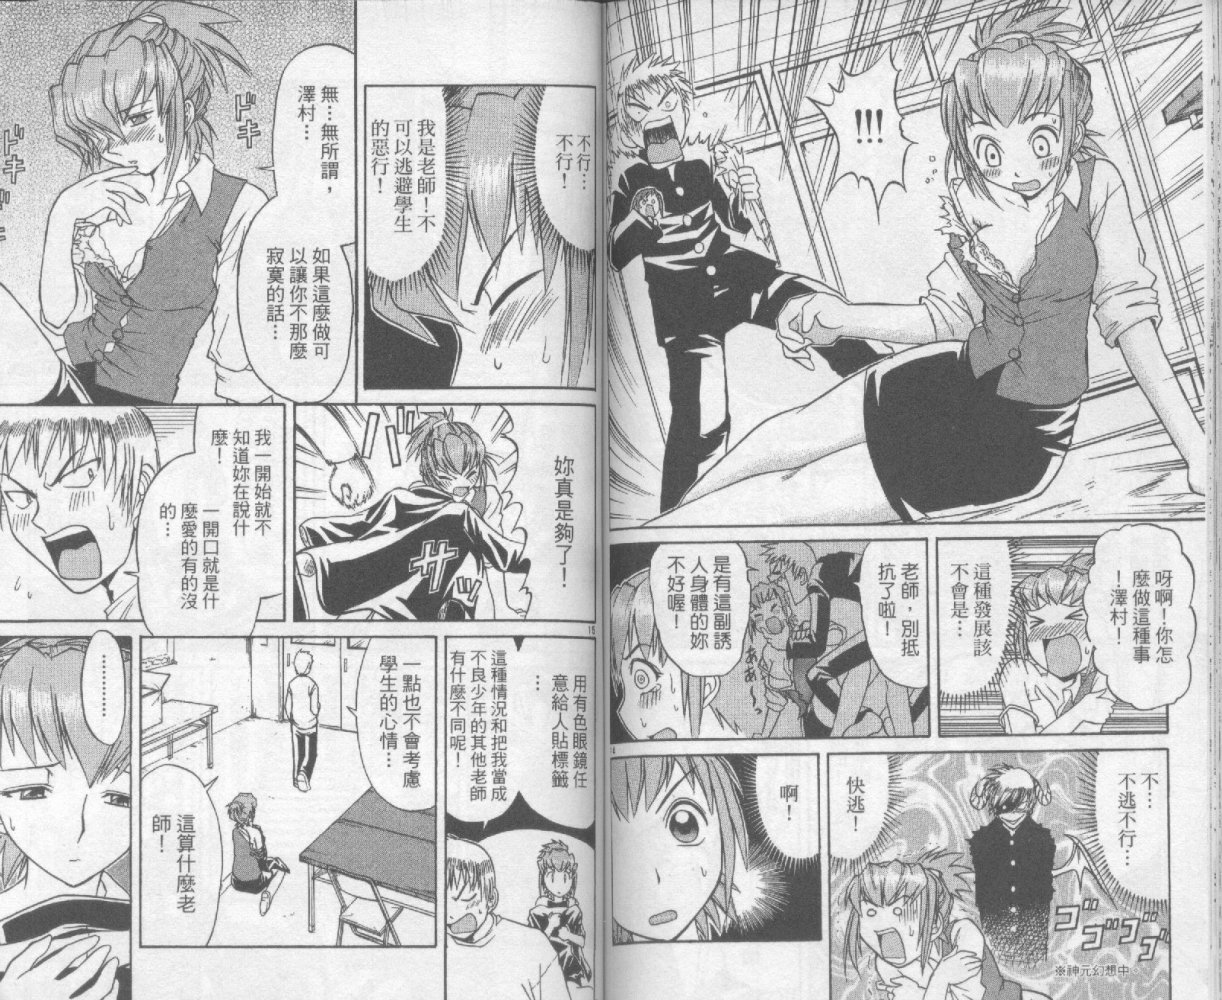 !!!
呀啊！你怎
麼做這種事
！澤村！
這種發展該
不會是…
老師，別抵
抗了啦！
是有這副誘
人身體的妳
不好喔！
ああ～
不…
不逃不行…
快逃！
ゴゴゴゴ
※神元幻想中。
啊！
不行…
不行！
我是老師！不
可以逃避學生
的惡行！
無…無所謂，
澤村…
如果這麼做可
以讓你不那麼
寂寞的話…
ドキ
ドキ
妳真是夠了！
ガバッ
ササ
我一開始就不
知道妳在說什
麼！
一開口就是什
麼愛的有的沒
的…
用有色眼鏡任
意給人貼標籤
…
這種情況和把我當成
不良少年的其他老師
有什麼不同呢！
一點也不會考慮
學生的心情…
這算什麼老
師！
…………